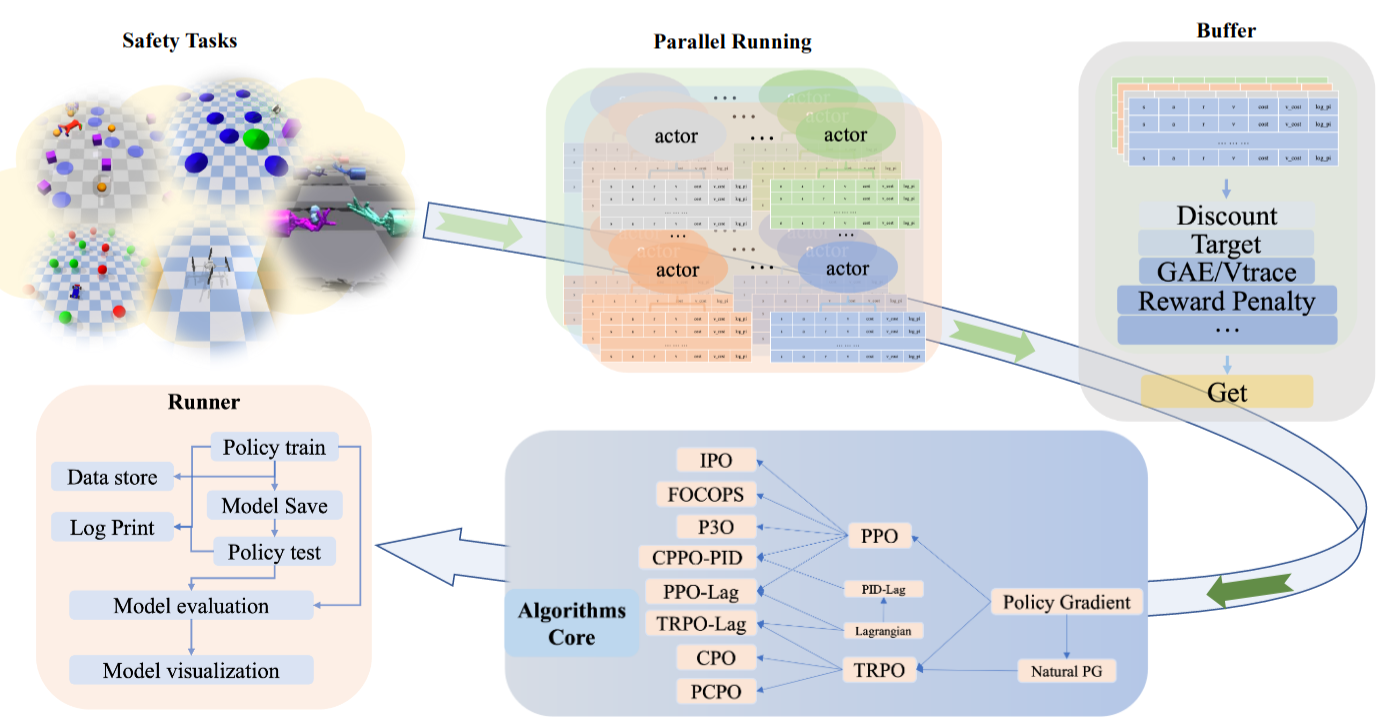 Safety Tasks
Parallel Running
Buffer
actor
actor
actor
actor
... ...
s a r v cost v_cost log_pi
s a r v cost v_cost log_pi
... ... ...
s a r v cost v_cost log_pi
Discount
Target
GAE/Vtrace
Reward Penalty
...
Get
Runner
Policy train
Data store
Model Save
Log Print
Policy test
Model evaluation
Model visualization
Algorithms
Core
IPO
FOCOPS
P3O
CPPO-PID
PPO-Lag
TRPO-Lag
CPO
PCPO
PPO
PID-Lag
Lagrangian
TRPO
Policy Gradient
Natural PG